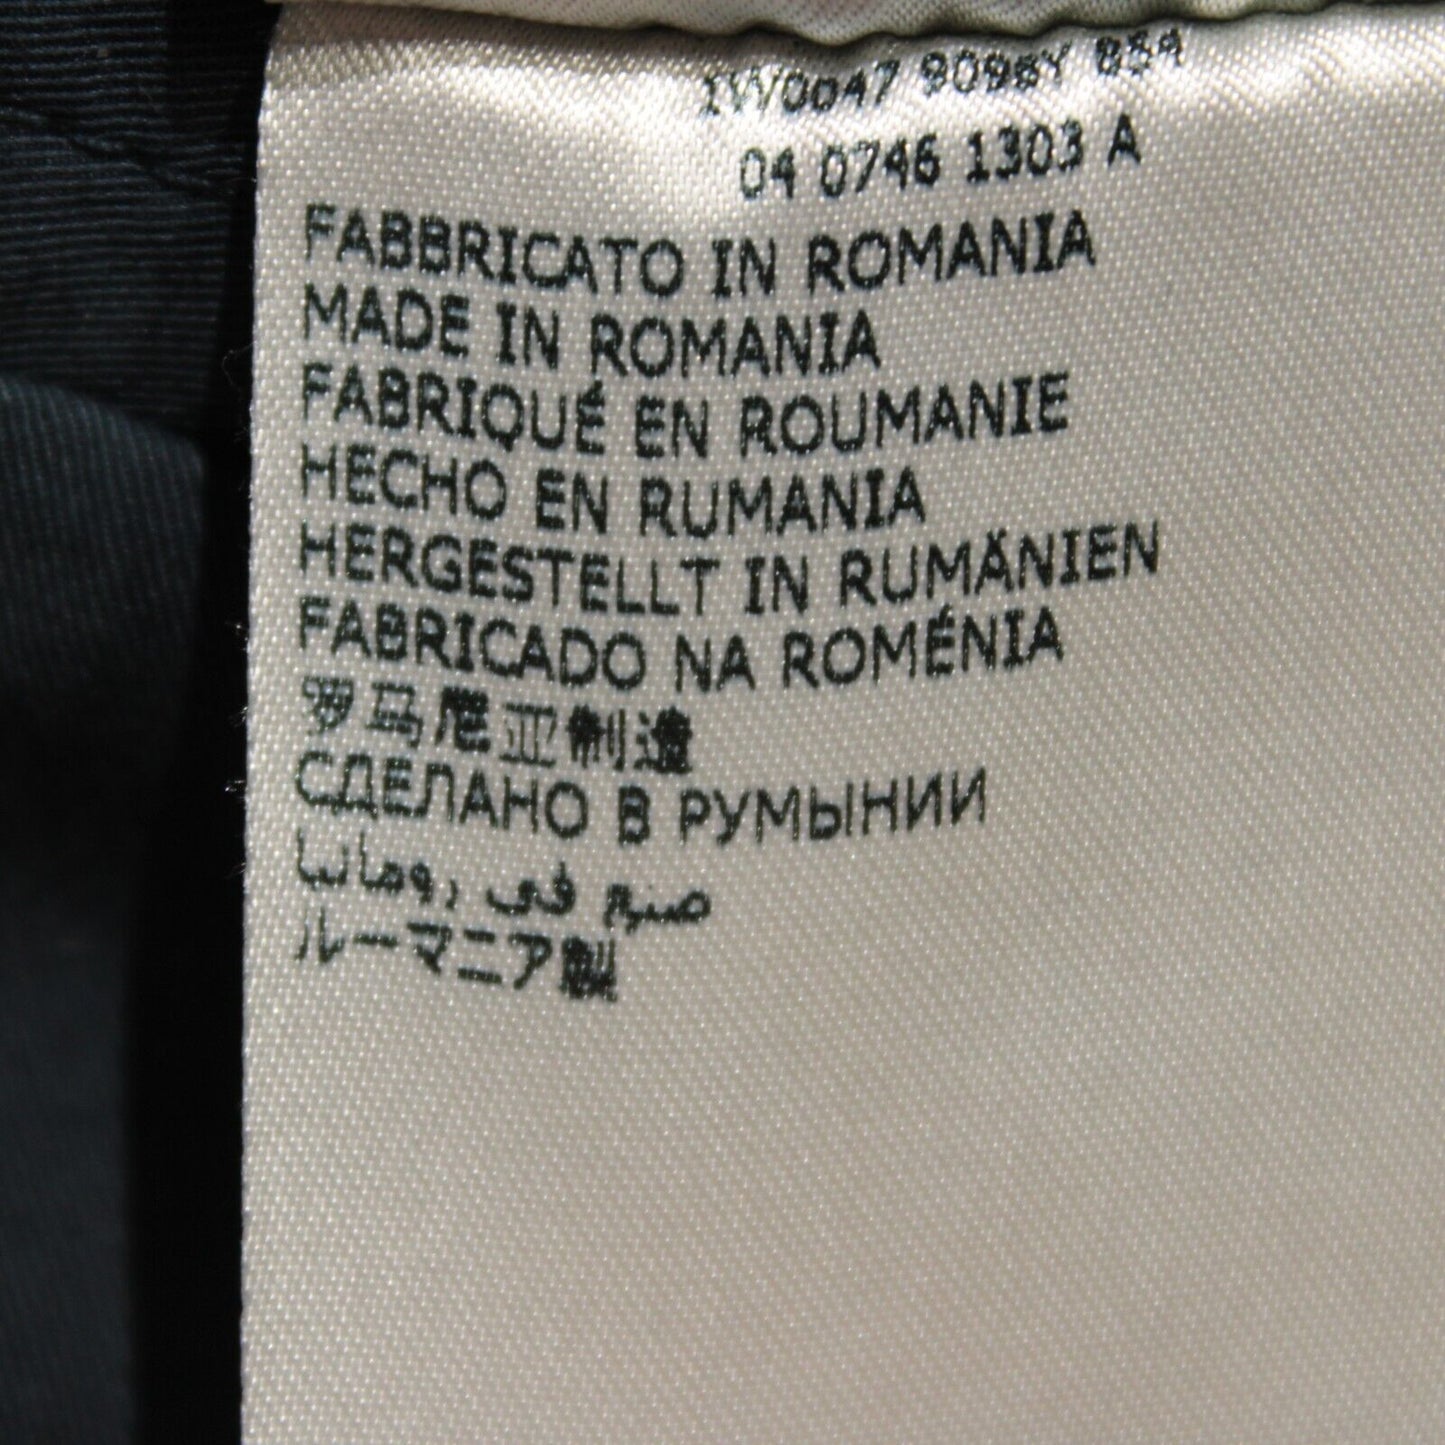 1W0047 9098Y 854
04 0746 1303 A
FABBRICATO IN ROMANIA
MADE IN ROMANIA
FABRIQUÉ EN ROUMANIE
HECHO EN RUMANIA
HERGESTELLT IN RUMÄNIEN
FABRICADO NA ROMÉNIA
罗马尼亚制造
СДЕЛАНО В РУМЫНИИ
صنع في رومانيا
ルーマニア製